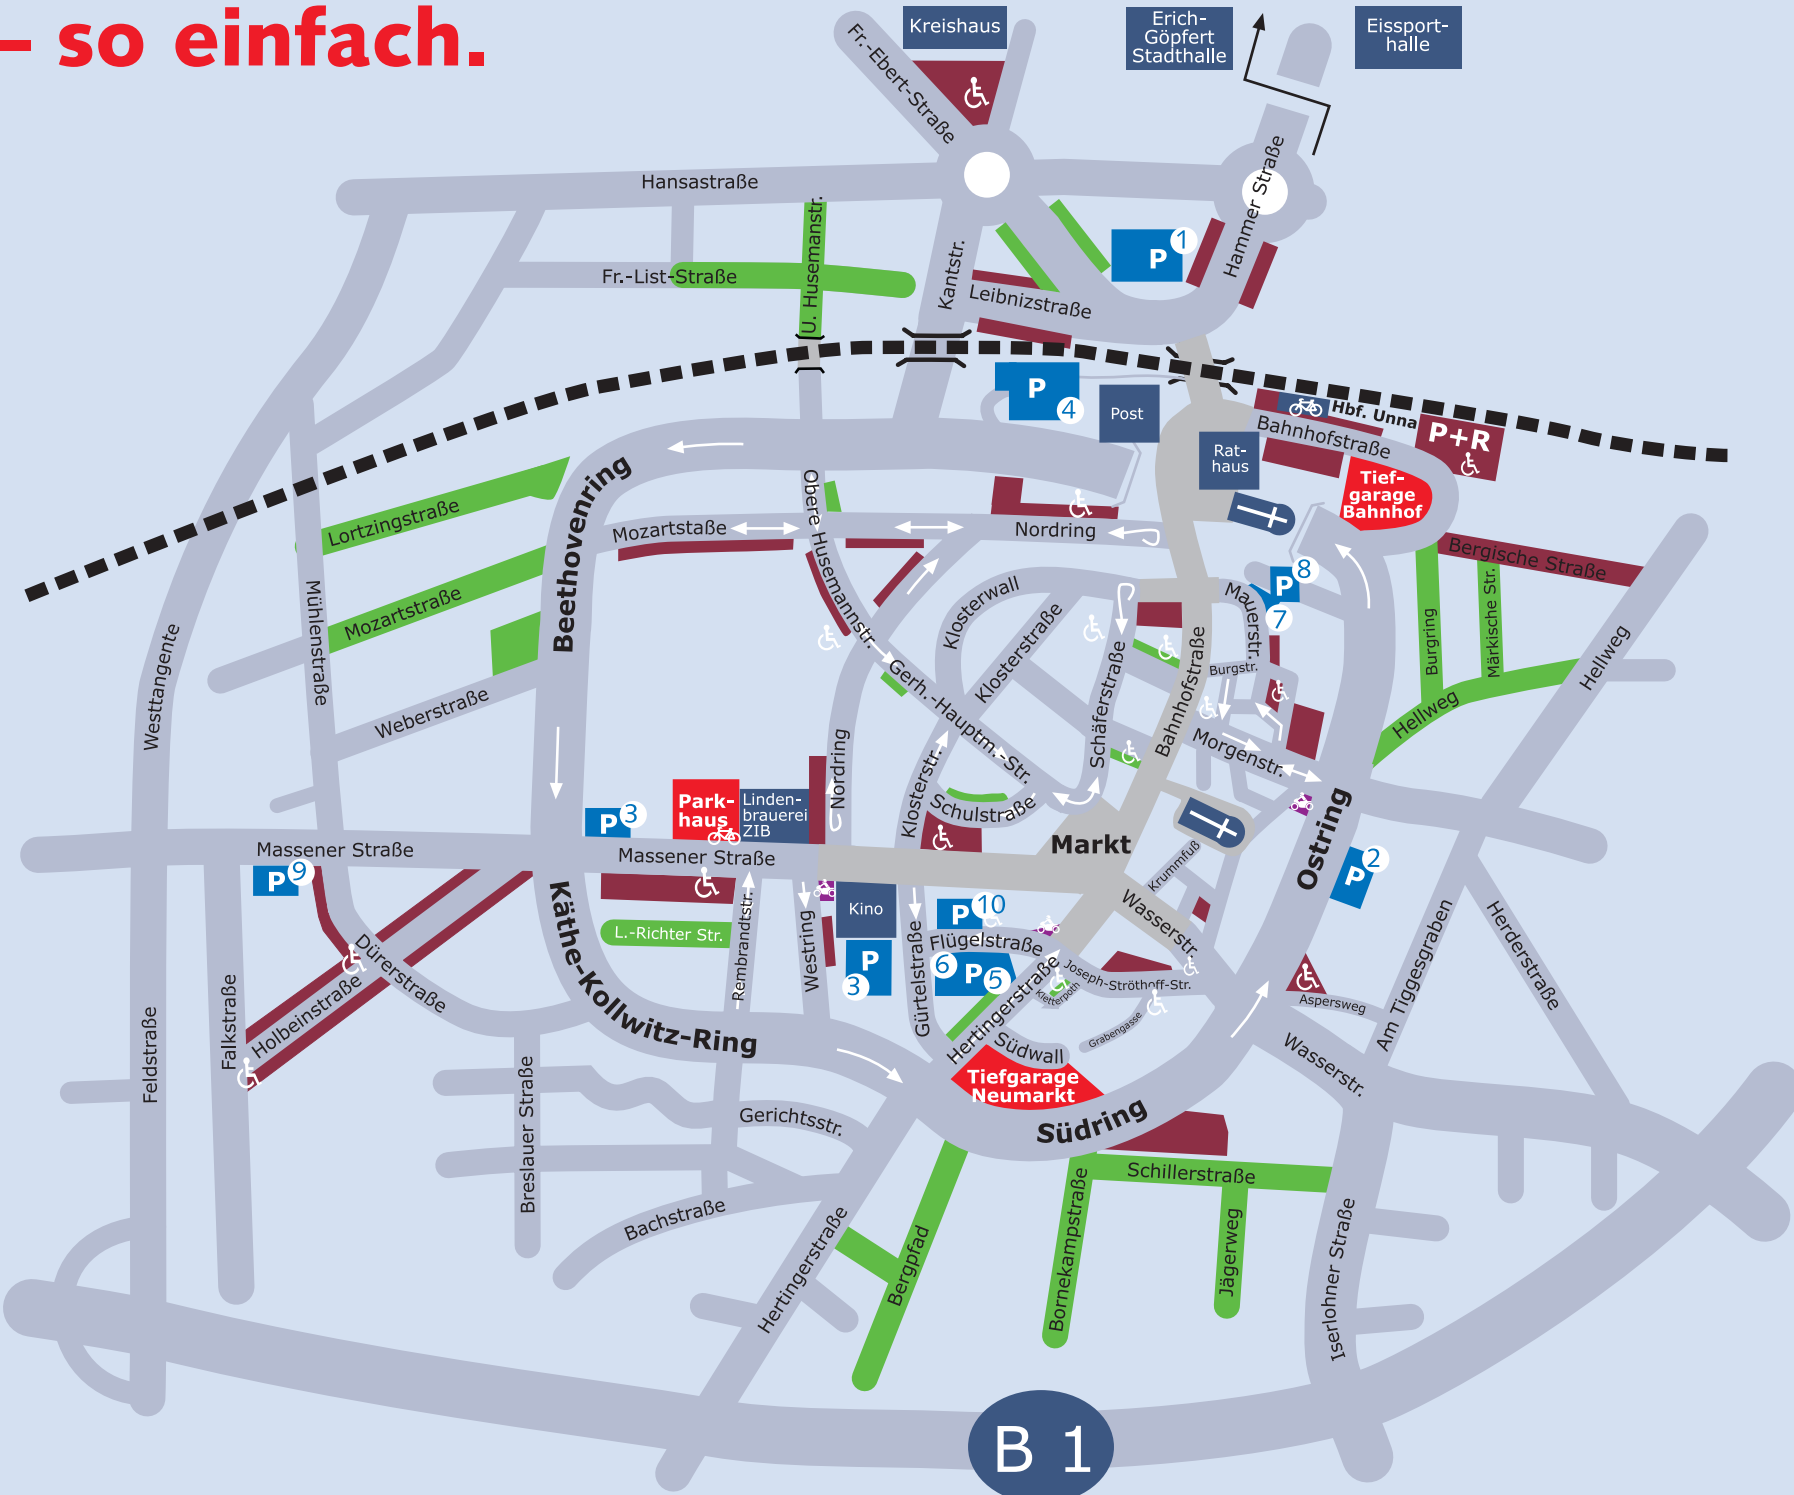 – so einfach.
Kreishaus
Erich-
Göpfert
Stadthalle
Eissport-
halle
Fr.-Ebert-Straße
Hansastraße
Hammer Straße
U. Husemanstr.
Fr.-List-Straße
Kantstr.
Leibnizstraße
P 1
P 4
Post
Hbf. Unna
Bahnhofstraße
P+R
Rat-
haus
Tief-
garage
Bahnhof
Beethovenring
Lortzingstraße
Obere Husemannstr.
Mozartstaße
Nordring
Bergische Straße
Mozartstraße
Mühlenstraße
Westtangente
Weberstraße
Klosterwall
Klosterstraße
P 8
7
Mauerstr.
Burgring
Märkische Str.
Hellweg
Hellweg
Burgstr.
Gerh.-Hauptm.-Str.
Schäferstraße
Bahnhofstraße
Morgenstr.
Nordring
Klosterstr.
Schulstraße
Park-
haus
Linden-
brauerei
ZIB
P 3
Massener Straße
Massener Straße
P 9
Markt
Krummfuß
Ostring
P 2
Kino
P 10
Wasserstr.
L.-Richter Str.
Rembrandtstr.
Westring
P
3
Gürtelstraße
Flügelstraße
6 P 5
Joseph-Ströthoff-Str.
Kletterpoth
Grabengasse
Hertingerstraße
Südwall
Tiefgarage
Neumarkt
Aspersweg
Am Tiggesgraben
Herderstraße
Wasserstr.
Dürerstraße
Holbeinstraße
Falkstraße
Feldstraße
Käthe-Kollwitz-Ring
Südring
Breslauer Straße
Gerichtsstr.
Bachstraße
Hertingerstraße
Bergpfad
Bornekampstraße
Schillerstraße
Jägerweg
Iserlohner Straße
B 1